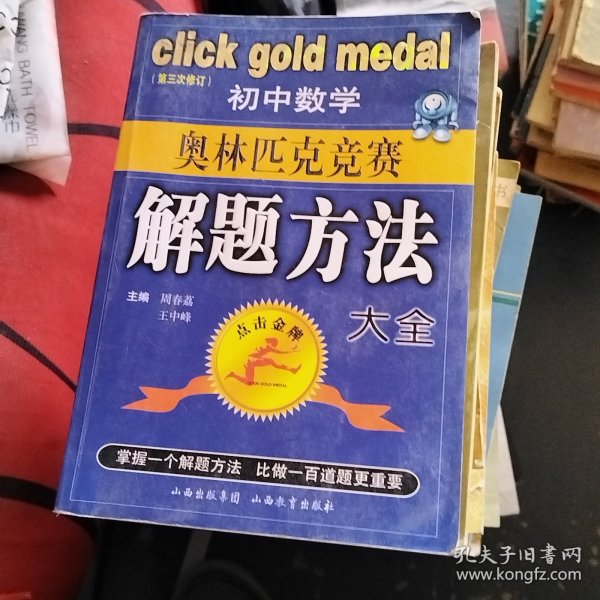 click gold medal
(第三次修订)
初中数学
奥林匹克竞赛
解题方法
大全
主编 周春荔
王中峰
点击金牌
CLICK GOLD MEDAL
掌握一个解题方法 比做一百道题更重要
山西出版集团 山西教育出版社
BATH TOWEL
书
孔夫子旧书网
www.kongfz.com